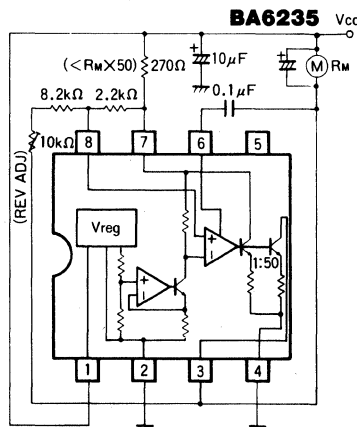 BA6235 Vcc
(<RM×50) 270Ω
10μF
M RM
8.2kΩ 2.2kΩ
0.1μF
10kΩ
(REV ADJ)
8 7 6 5
Vreg
+
-
+
-
1:50
1 2 3 4